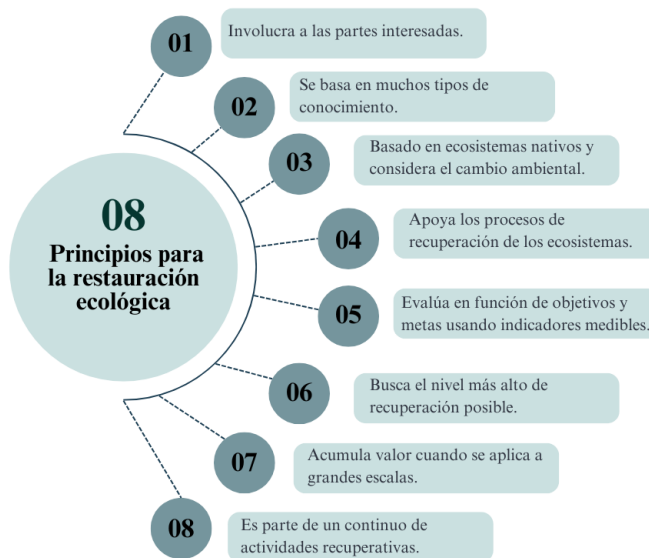 08
Principios para
la restauración
ecológica
01
Involucra a las partes interesadas.
02
Se basa en muchos tipos de
conocimiento.
03
Basado en ecosistemas nativos y
considera el cambio ambiental.
04
Apoya los procesos de
recuperación de los ecosistemas.
05
Evalúa en función de objetivos y
metas usando indicadores medibles.
06
Busca el nivel más alto de
recuperación posible.
07
Acumula valor cuando se aplica a
grandes escalas.
08
Es parte de un continuo de
actividades recuperativas.